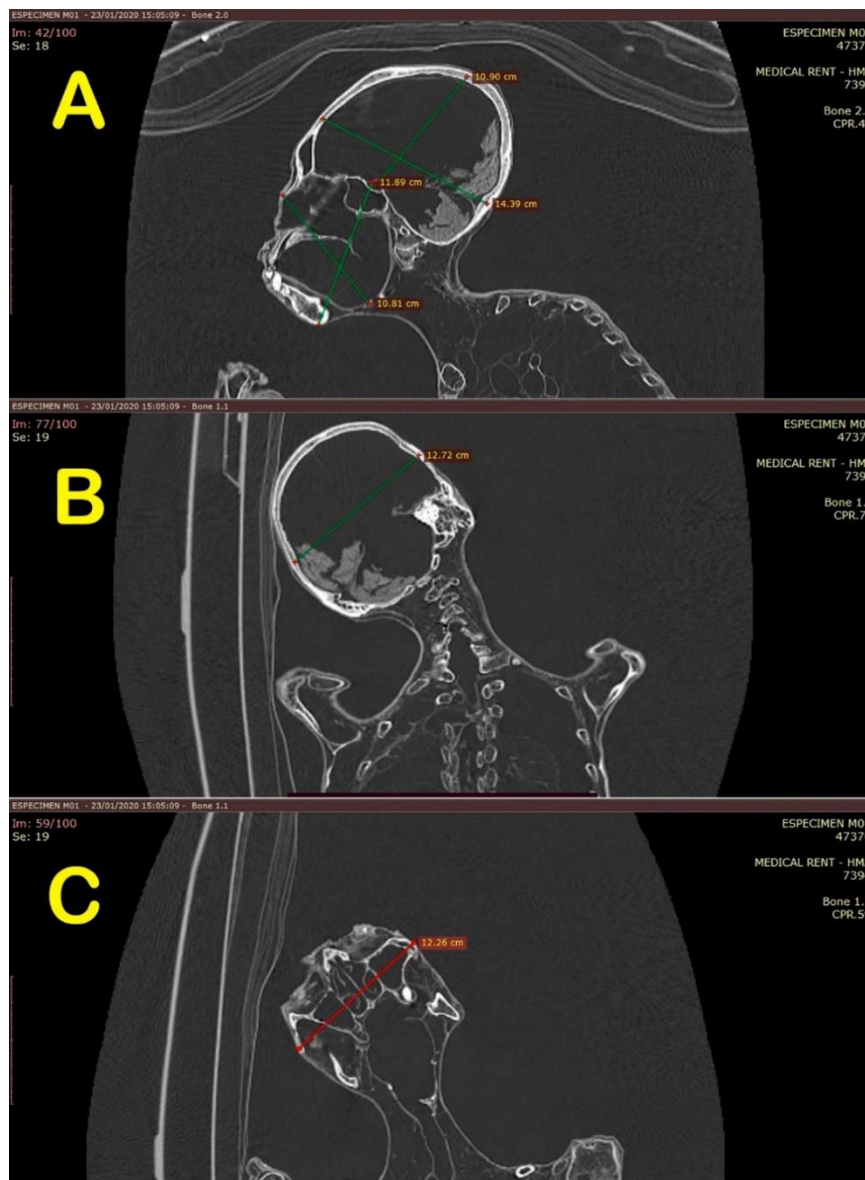 ESPECIMEN M01 - 23/01/2020 15:05:09 - Bone 2.0
Im: 42/100
Se: 18
ESPECIMEN M0
4737
MEDICAL RENT - HM
739
Bone 2.
CPR.4
A
10.90 cm
11.89 cm
14.39 cm
10.81 cm
ESPECIMEN M01 - 23/01/2020 15:05:09 - Bone 1.1
Im: 77/100
Se: 19
ESPECIMEN M0
4737
MEDICAL RENT - HM
739
Bone 1.
CPR.7
B
12.72 cm
ESPECIMEN M01 - 23/01/2020 15:05:09 - Bone 1.1
Im: 59/100
Se: 19
ESPECIMEN M0
4737
MEDICAL RENT - HM
739
Bone 1.
CPR.5
C
12.26 cm